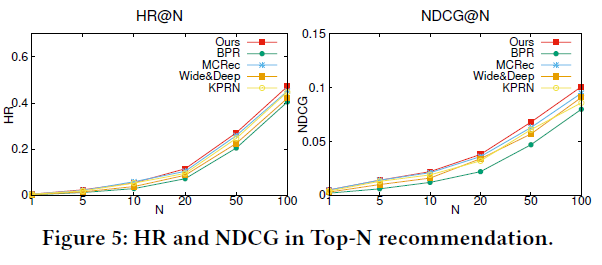 HR@N
NDCG@N
0.6
0.4
0.2
0
HR
Ours
BPR
MCRec
Wide&Deep
KPRN
1 5 10 20 50 100
N
0.15
0.1
0.05
0
NDCG
Ours
BPR
MCRec
Wide&Deep
KPRN
1 5 10 20 50 100
N
Figure 5: HR and NDCG in Top-N recommendation.